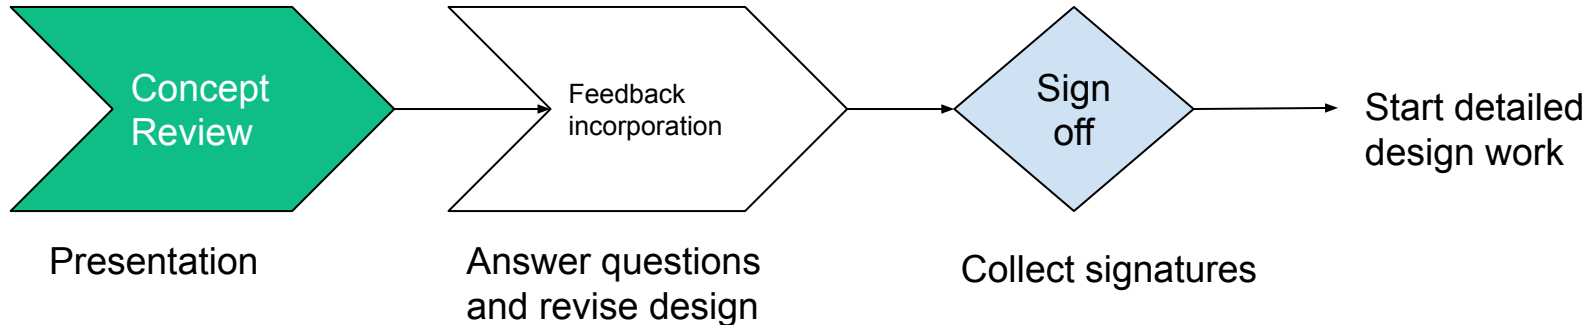 Concept
Review
Feedback
incorporation
Sign
off
Start detailed
design work
Presentation
Answer questions
and revise design
Collect signatures